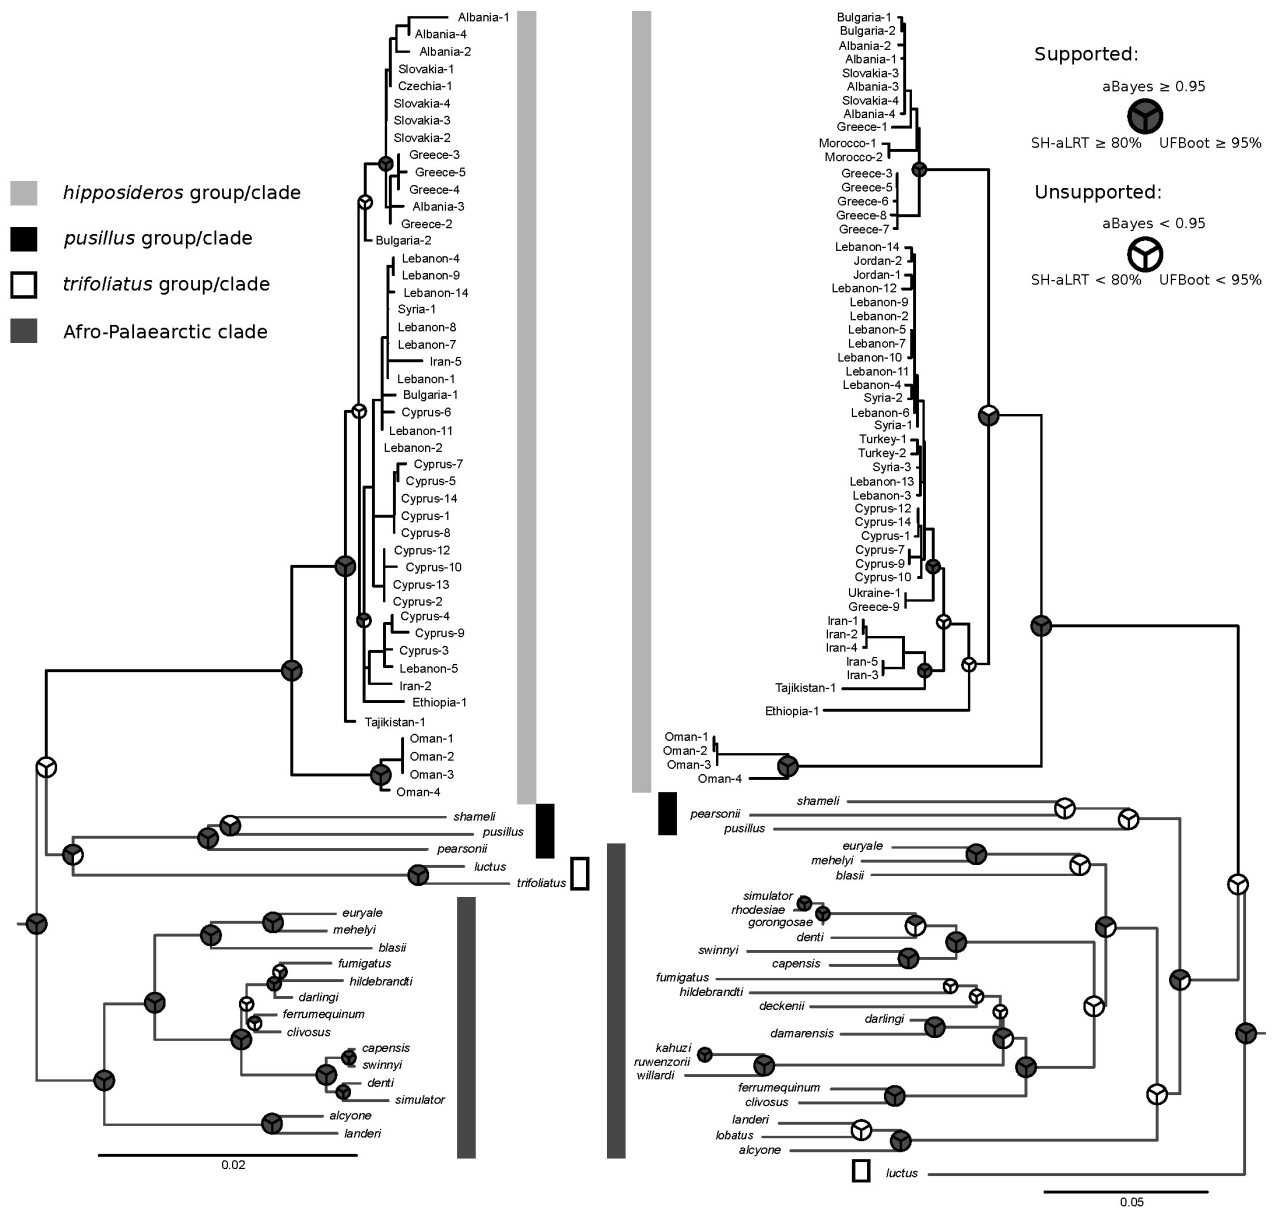 hipposideros group/clade
pusillus group/clade
trifoliatus group/clade
Afro-Palaearctic clade
Albania-1
Albania-4
Albania-2
Slovakia-1
Czechia-1
Slovakia-4
Slovakia-3
Slovakia-2
Greece-3
Greece-5
Greece-4
Albania-3
Greece-2
Bulgaria-2
Lebanon-4
Lebanon-9
Lebanon-14
Syria-1
Lebanon-8
Lebanon-7
Iran-5
Lebanon-1
Bulgaria-1
Cyprus-6
Lebanon-11
Lebanon-2
Cyprus-7
Cyprus-5
Cyprus-14
Cyprus-1
Cyprus-8
Cyprus-12
Cyprus-10
Cyprus-13
Cyprus-2
Cyprus-4
Cyprus-9
Cyprus-3
Lebanon-5
Iran-2
Ethiopia-1
Tajikistan-1
Oman-1
Oman-2
Oman-3
Oman-4
shameli
pusillus
pearsonii
luctus
trifoliatus
euryale
mehelyi
blasii
fumigatus
hildebrandti
darlingi
ferrumequinum
clivosus
capensis
swinnyi
denti
simulator
alcyone
landeri
0.02
Bulgaria-1
Bulgaria-2
Albania-2
Albania-1
Slovakia-3
Albania-3
Slovakia-4
Albania-4
Greece-1
Morocco-1
Morocco-2
Greece-3
Greece-5
Greece-6
Greece-8
Greece-7
Lebanon-14
Jordan-2
Jordan-1
Lebanon-12
Lebanon-9
Lebanon-2
Lebanon-5
Lebanon-7
Lebanon-10
Lebanon-11
Lebanon-4
Syria-2
Lebanon-6
Syria-1
Turkey-1
Turkey-2
Syria-3
Lebanon-13
Lebanon-3
Cyprus-12
Cyprus-14
Cyprus-1
Cyprus-7
Cyprus-9
Cyprus-10
Ukraine-1
Greece-9
Iran-1
Iran-2
Iran-4
Iran-5
Iran-3
Tajikistan-1
Ethiopia-1
Oman-1
Oman-2
Oman-3
Oman-4
shameli
pearsonii
pusillus
euryale
mehelyi
blasii
simulator
rhodesiae
gorongosae
denti
swinnyi
capensis
fumigatus
hildebrandti
deckenii
darlingi
damarensis
kahuzi
ruwenzorii
willardi
ferrumequinum
clivosus
landeri
lobatus
alcyone
luctus
0.05
Supported:
aBayes ≥ 0.95
SH-aLRT ≥ 80% UFBoot ≥ 95%
Unsupported:
aBayes < 0.95
SH-aLRT < 80% UFBoot < 95%